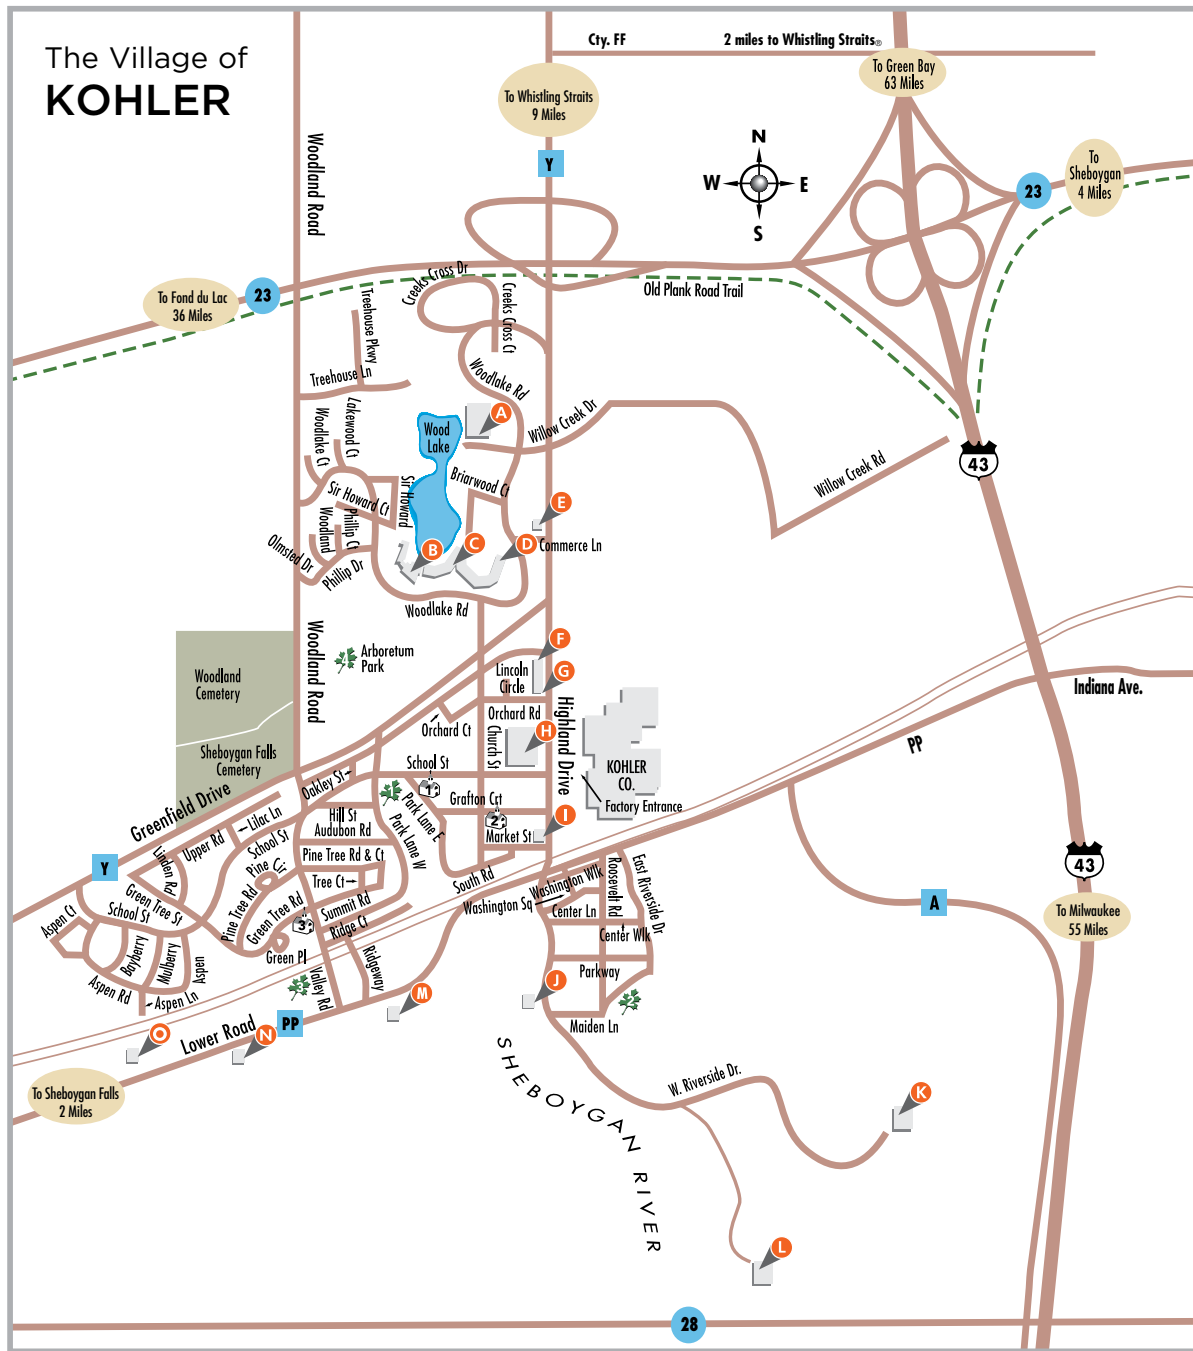 The Village of
KOHLER
Cty. FF
2 miles to Whistling Straits®
To Green Bay
63 Miles
To Whistling Straits
9 Miles
Y
N
W
E
S
To
Sheboygan
4 Miles
23
Woodland Road
To Fond du Lac
36 Miles
23
Old Plank Road Trail
Creeks Cross Dr
Creeks Cross Ct
Treehouse Pkwy
Treehouse Ln
Woodlake Rd
Willow Creek Dr
Willow Creek Rd
43
A
Wood
Lake
Lakewood Ct
Woodlake Ct
Sir Howard Ct
Sir Howard
Briarwood Ct
E
Woodland
Phillip Ct
Olmsted Dr
Phillip Dr
B
C
D
Commerce Ln
Woodlake Rd
Woodland Road
4
Arboretum
Park
Woodland
Cemetery
Sheboygan Falls
Cemetery
F
Lincoln
Circle
G
Orchard Rd
Orchard Ct
Church St
H
Highland Drive
KOHLER
CO.
Factory Entrance
Indiana Ave.
PP
School St
1
Oakley St
Greenfield Drive
Park Lane E
Park Lane W
Grafton Crt
2
Market St
I
Hill St
Audubon Rd
Pine Tree Rd & Ct
Tree Ct
Summit Rd
Ridge Ct
South Rd
Lilac Ln
Upper Rd
Linden Rd
School St
Pine Cir
Y
Green Tree St
School St
Pine Tree Rd
Green Tree Rd
3
Green Pl
Aspen Ct
Bayberry
Mulberry
Aspen
Aspen Rd
Aspen Ln
Valley Rd
Ridgeway
3
Washington Wlk
Washington Sq
Roosevelt Rd
East Riverside Dr
Center Ln
Center Wlk
Parkway
2
Maiden Ln
J
M
N
O
Lower Road
PP
To Sheboygan Falls
2 Miles
A
43
To Milwaukee
55 Miles
SHEBOYGAN RIVER
W. Riverside Dr.
K
L
28